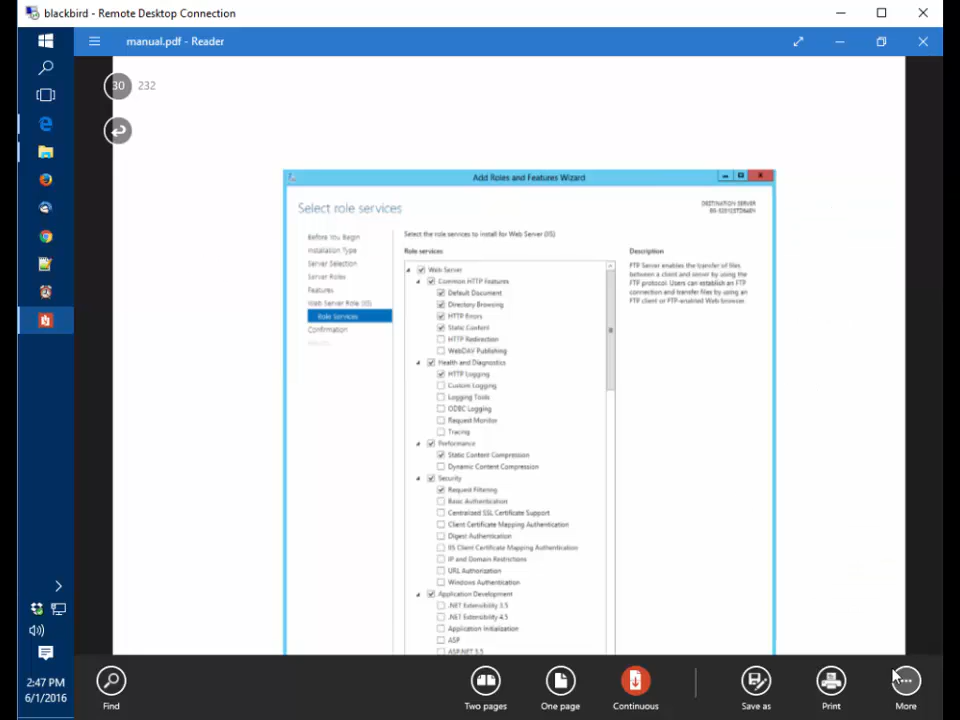 blackbird - Remote Desktop Connection
manual.pdf - Reader
30 232
Add Roles and Features Wizard
Select role services
DESTINATION SERVER
Before You Begin
Installation Type
Server Selection
Server Roles
Features
Web Server Role (IIS)
Role Services
Confirmation
Select the role services to install for Web Server (IIS)
Role services
Web Server
Common HTTP Features
Default Document
Directory Browsing
HTTP Errors
Static Content
HTTP Redirection
WebDAV Publishing
Health and Diagnostics
HTTP Logging
Custom Logging
Logging Tools
ODBC Logging
Request Monitor
Tracing
Performance
Static Content Compression
Dynamic Content Compression
Security
Request Filtering
Basic Authentication
Centralized SSL Certificate Support
Client Certificate Mapping Authentication
Digest Authentication
IIS Client Certificate Mapping Authentication
IP and Domain Restrictions
URL Authorization
Windows Authentication
Application Development
.NET Extensibility 3.5
.NET Extensibility 4.5
Application Initialization
ASP
ASP.NET 3.5
Description
FTP Server enables the transfer of files
between a client and server by using the
FTP protocol. Users can establish an FTP
connection and transfer files by using an
FTP client or FTP-enabled Web browser.
2:47 PM
6/1/2016
Find
Two pages
One page
Continuous
Save as
Print
More